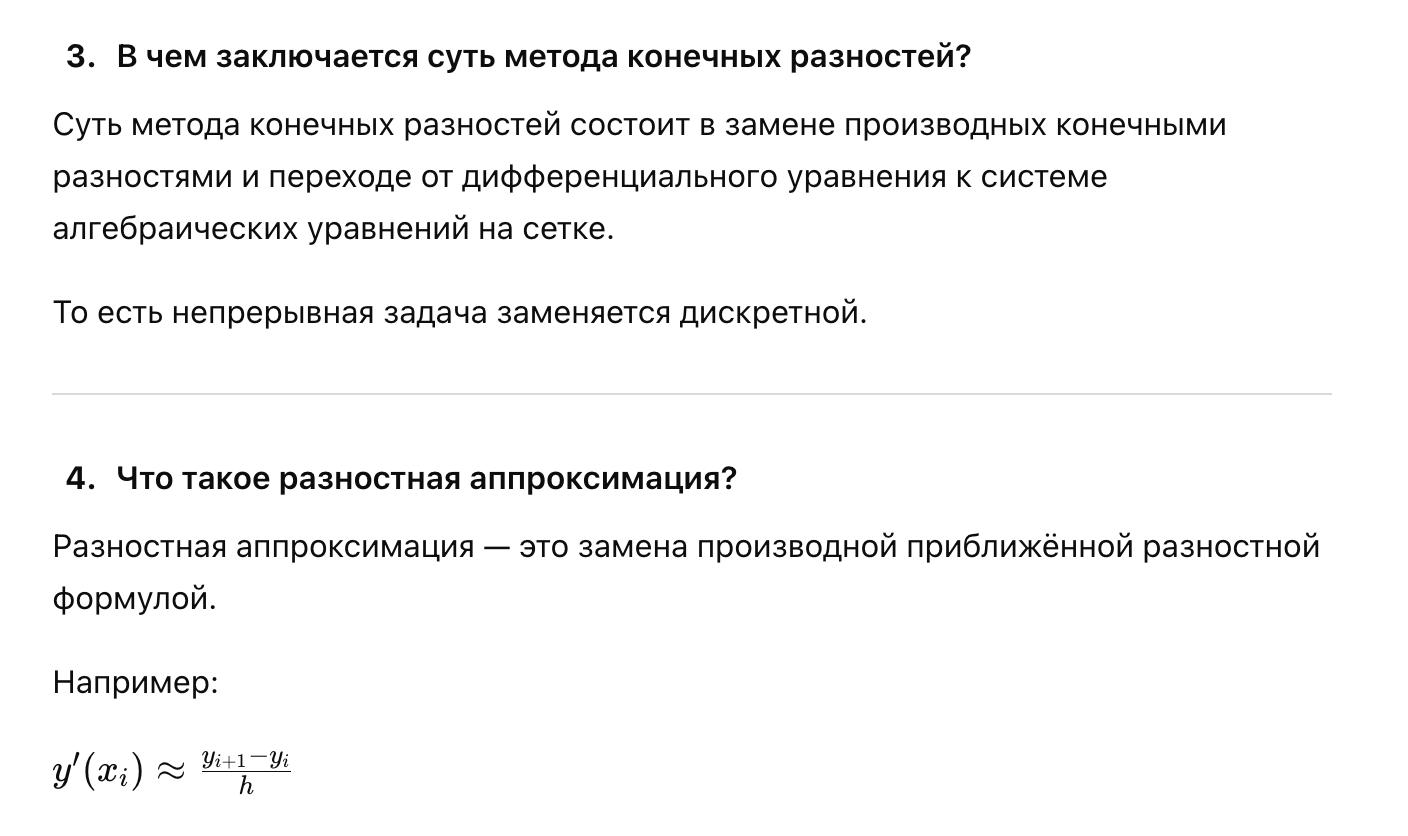 3. В чем заключается суть метода конечных разностей?
Суть метода конечных разностей состоит в замене производных конечными
разностями и переходе от дифференциального уравнения к системе
алгебраических уравнений на сетке.
То есть непрерывная задача заменяется дискретной.
4. Что такое разностная аппроксимация?
Разностная аппроксимация — это замена производной приближённой разностной
формулой.
Например:
y′(xᵢ) ≈ (yᵢ₊₁−yᵢ)/h